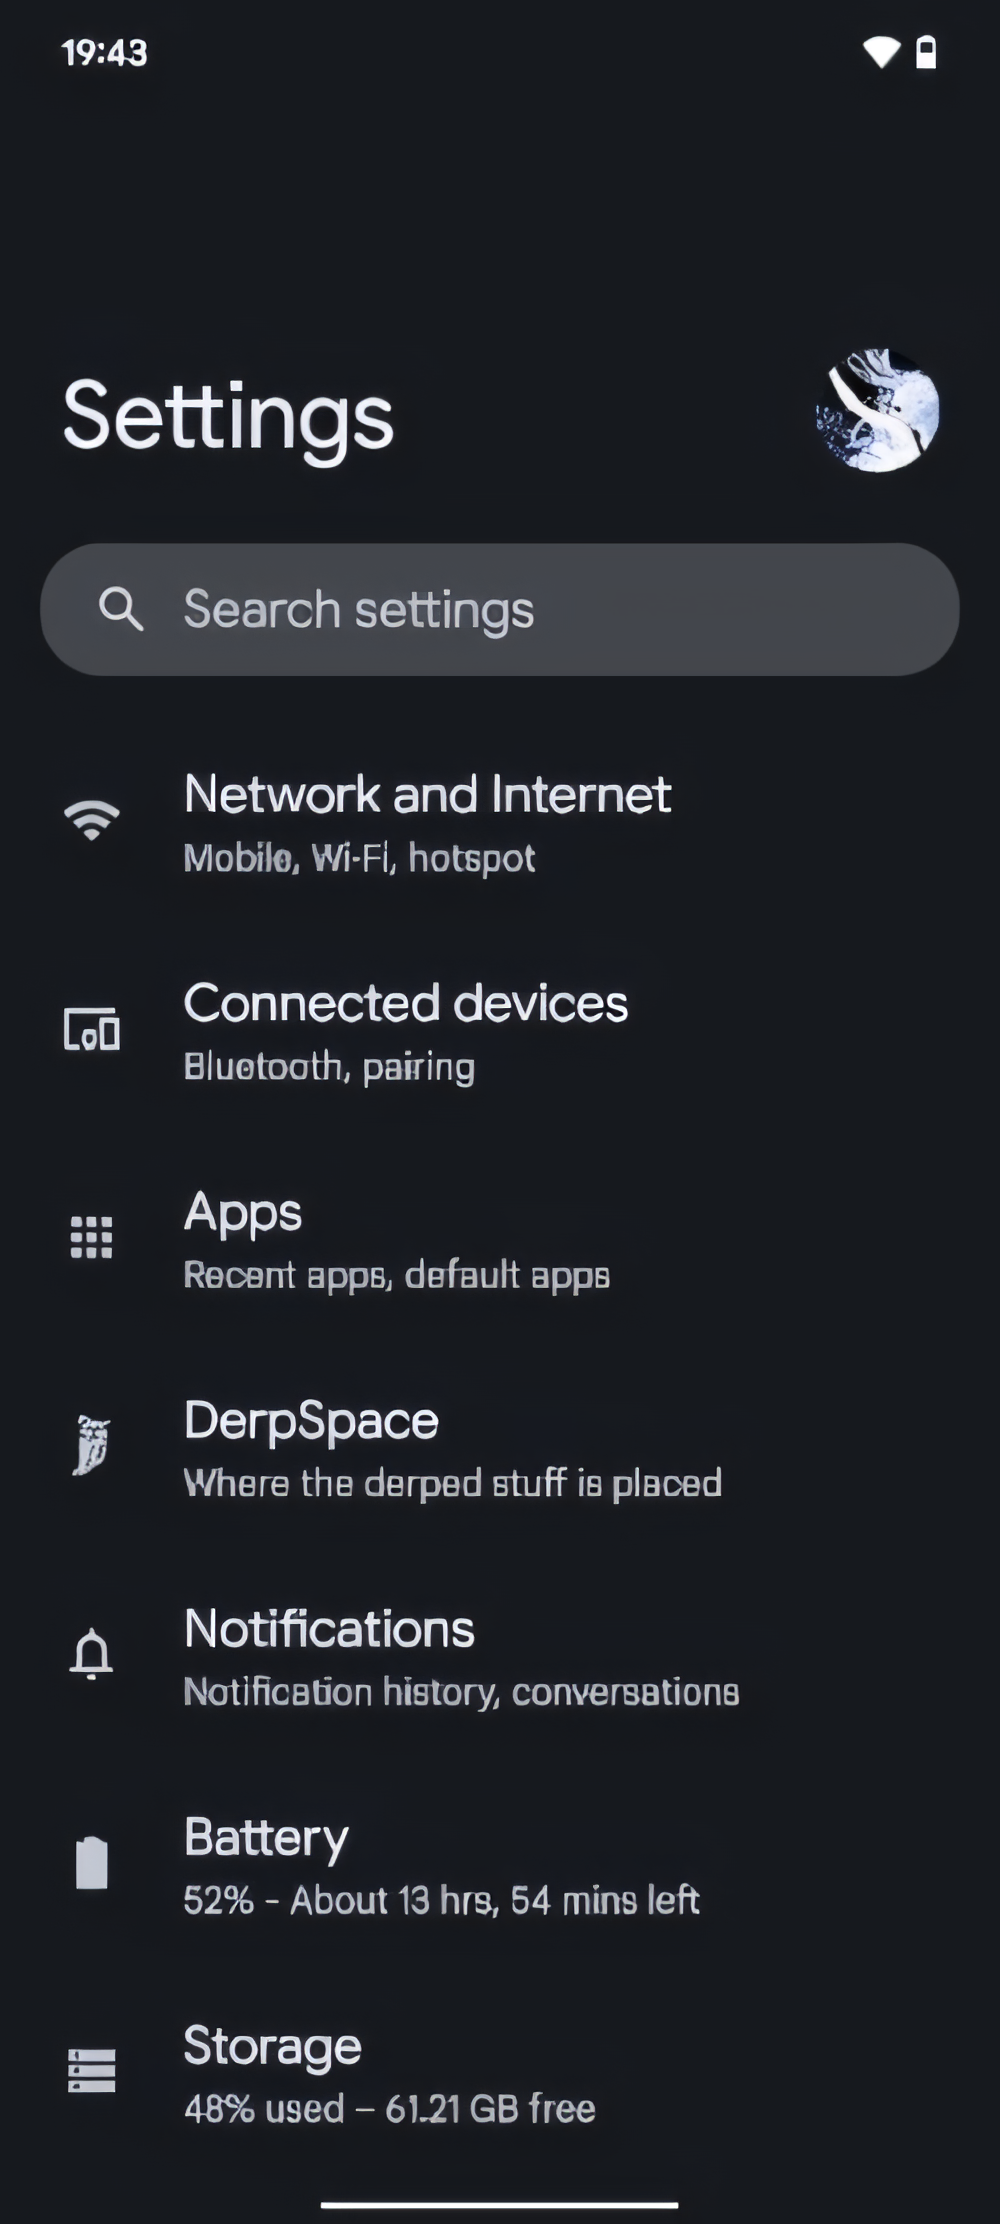 19:43
Settings
Search settings
Network and Internet
Mobile, Wi-Fi, hotspot
Connected devices
Bluetooth, pairing
Apps
Recent apps, default apps
DerpSpace
Where the derped stuff is placed
Notifications
Notification history, conversations
Battery
52% - About 13 hrs, 54 mins left
Storage
48% used – 61.21 GB free